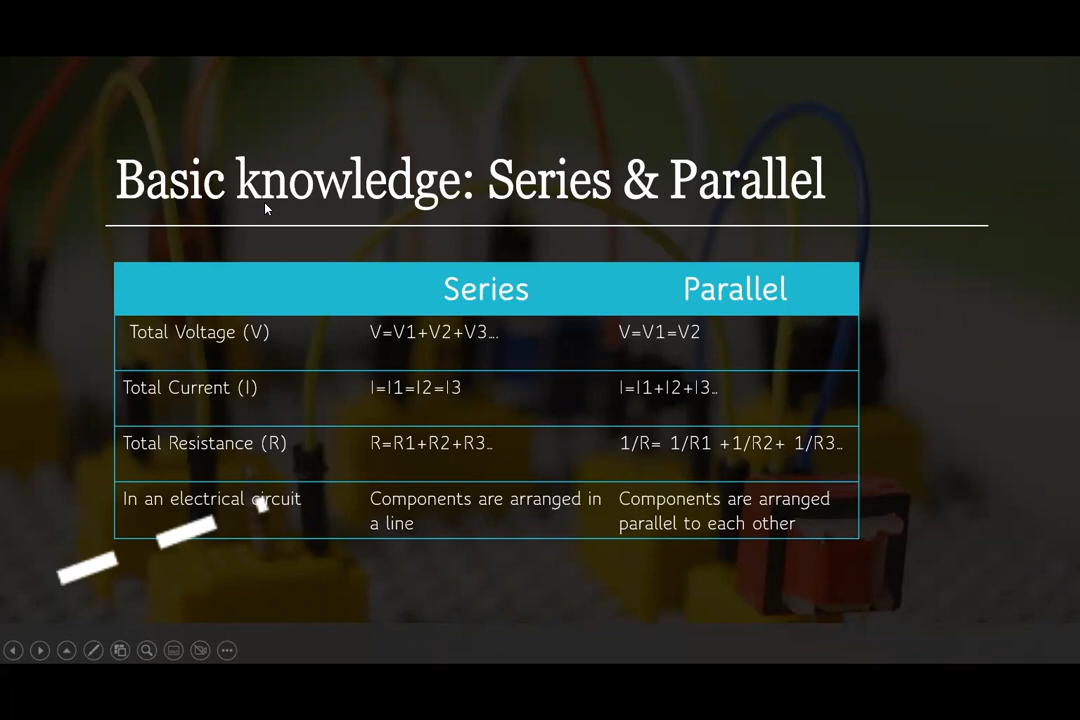 Basic knowledge: Series & Parallel
Series Parallel
Total Voltage (V) V=V1+V2+V3... V=V1=V2
Total Current (I) I=I1=I2=I3 I=I1+I2+I3...
Total Resistance (R) R=R1+R2+R3... 1/R= 1/R1 +1/R2+ 1/R3...
In an electrical circuit Components are arranged in Components are arranged
a line parallel to each other